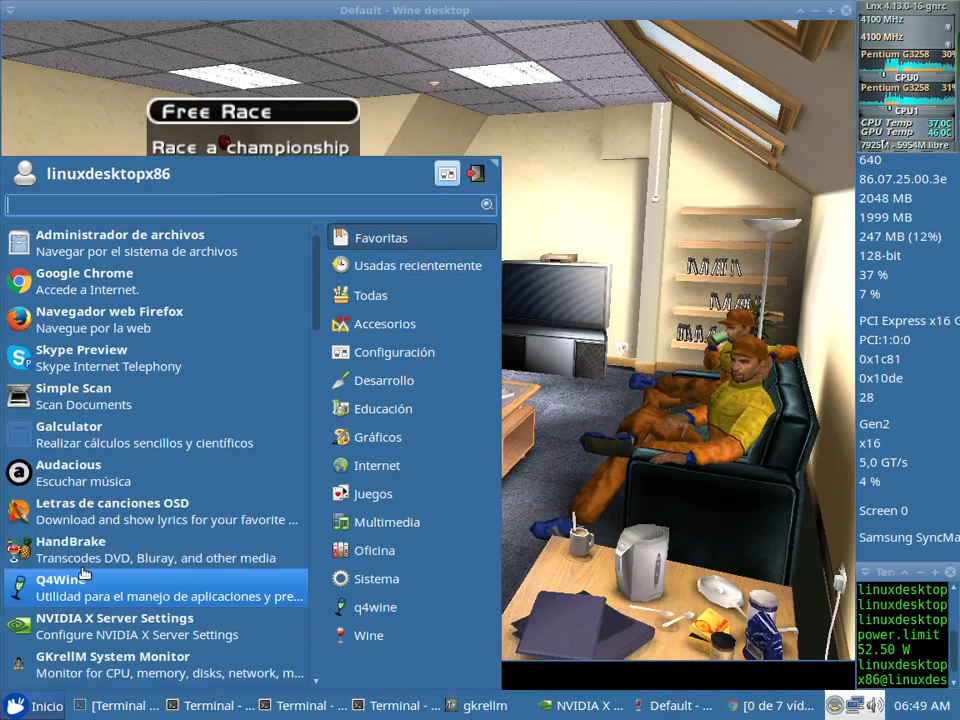 Default - Wine desktop
Free Race
Race a championship
linuxdesktopx86
Administrador de archivos
Navegar por el sistema de archivos
Google Chrome
Accede a Internet.
Navegador web Firefox
Navegue por la web
Skype Preview
Skype Internet Telephony
Simple Scan
Scan Documents
Galculator
Realizar cálculos sencillos y científicos
Audacious
Escuchar música
Letras de canciones OSD
Download and show lyrics for your favorite ...
HandBrake
Transcodes DVD, Bluray, and other media
Q4Wine
Utilidad para el manejo de aplicaciones y pre...
NVIDIA X Server Settings
Configure NVIDIA X Server Settings
GKrellM System Monitor
Monitor for CPU, memory, disks, network, m...
Favoritas
Usadas recientemente
Todas
Accesorios
Configuración
Desarrollo
Educación
Gráficos
Internet
Juegos
Multimedia
Oficina
Sistema
q4wine
Wine
Lnx 4.13.0-16-gnrc
4100 MHz
4100 MHz
Pentium G3258 30%
CPU0
Pentium G3258 31%
CPU1
CPU Temp 37.0C
GPU Temp 46.0C
7925M - 5954M libre
640
86.07.25.00.3e
2048 MB
1999 MB
247 MB (12%)
128-bit
37 %
7 %
PCI Express x16 G
PCI:1:0:0
0x1c81
0x10de
28
Gen2
x16
5,0 GT/s
4 %
Screen 0
Samsung SyncMa
Ter
linuxdesktop
linuxdesktop
power.limit
52.50 W
linuxdesktop
x86@linuxdes
Inicio
[Terminal ...
Terminal - ...
Terminal - ...
Terminal - ...
gkrellm
NVIDIA X ...
Default - ...
[0 de 7 víd...
06:49 AM